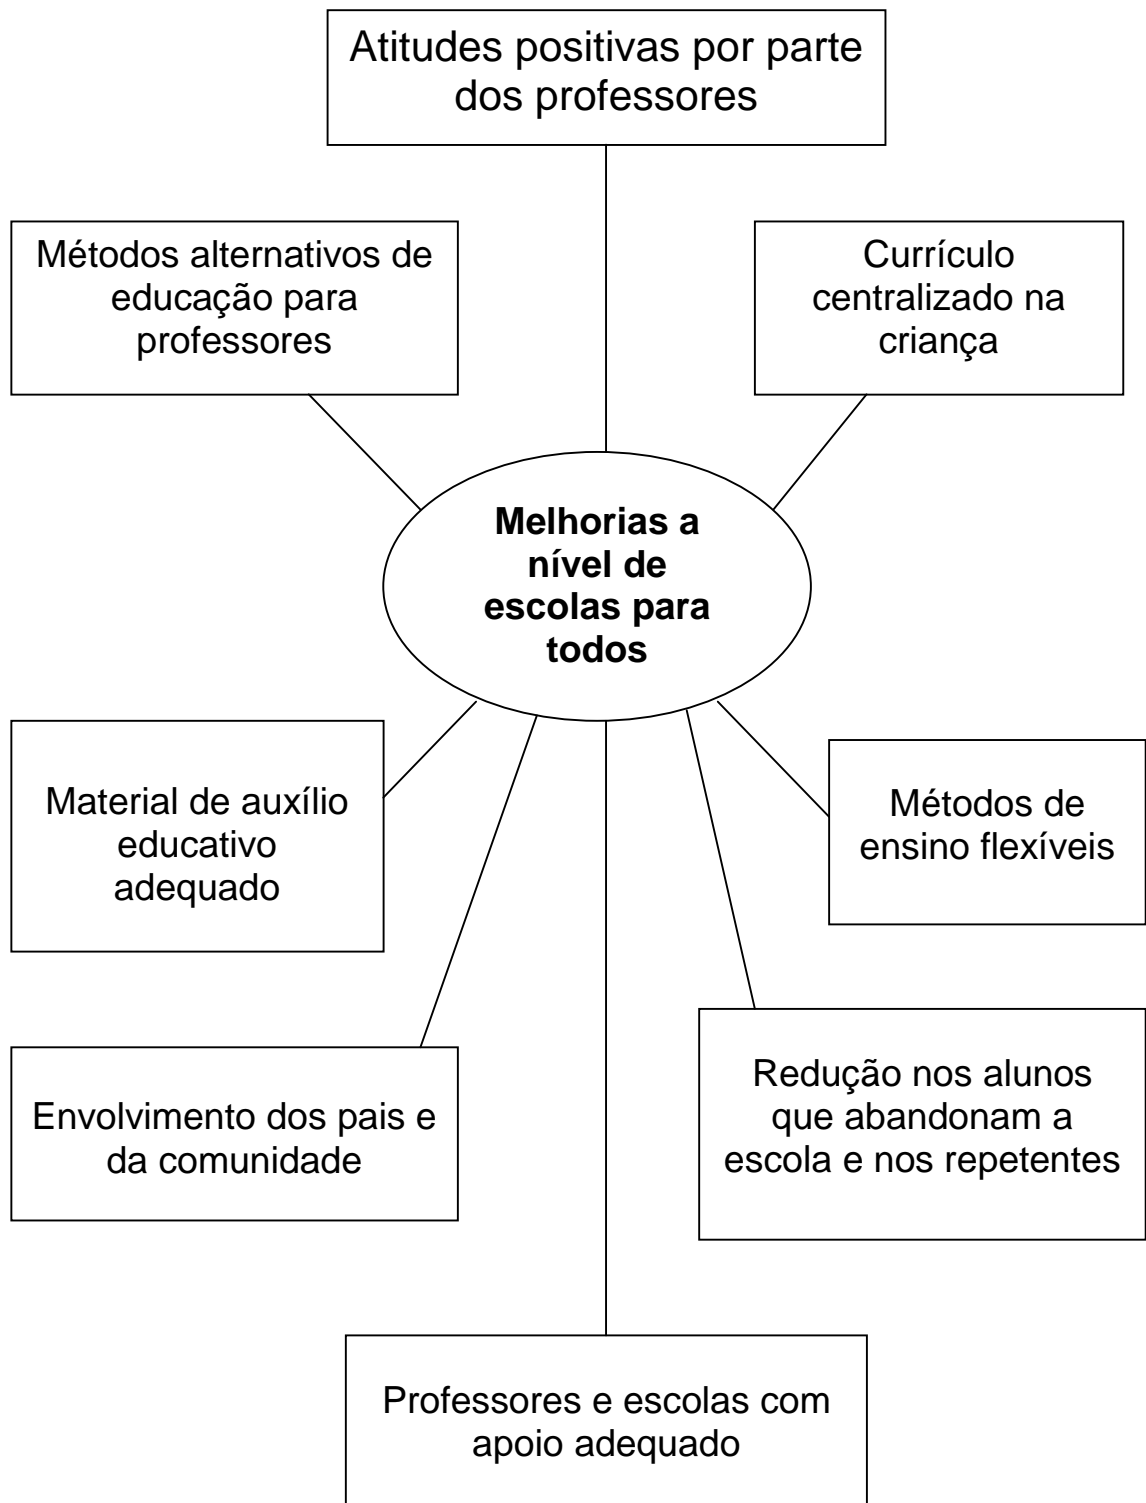 Atitudes positivas por parte
dos professores
Métodos alternativos de
educação para
professores
Currículo
centralizado na
criança
Melhorias a
nível de
escolas para
todos
Material de auxílio
educativo
adequado
Métodos de
ensino flexíveis
Envolvimento dos pais e
da comunidade
Redução nos alunos
que abandonam a
escola e nos repetentes
Professores e escolas com
apoio adequado